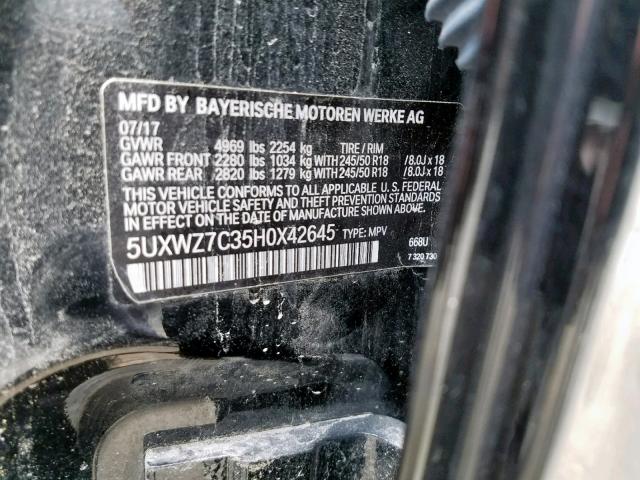 MFD BY BAYERISCHE MOTOREN WERKE AG
07/17
GVWR 4969 lbs 2254 kg TIRE / RIM
GAWR FRONT 2280 lbs 1034 kg WITH 245/50 R18 /8.0J x 18
GAWR REAR 2820 lbs 1279 kg WITH 245/50 R18 /8.0J x 18
THIS VEHICLE CONFORMS TO ALL APPLICABLE U. S. FEDERAL
MOTOR VEHICLE SAFETY AND THEFT PREVENTION STANDARDS
IN EFFECT ON THE DATE OF MANUFACTURE SHOWN ABOVE.
5UXWZ7C35H0X42645 TYPE: MPV
668U
7 320 730